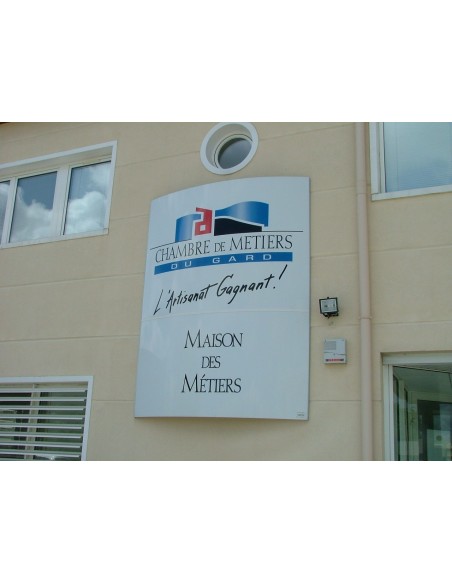 CHAMBRE DE METIERS
DU GARD
L'Artisanat Gagnant!
MAISON
DES
MÉTIERS